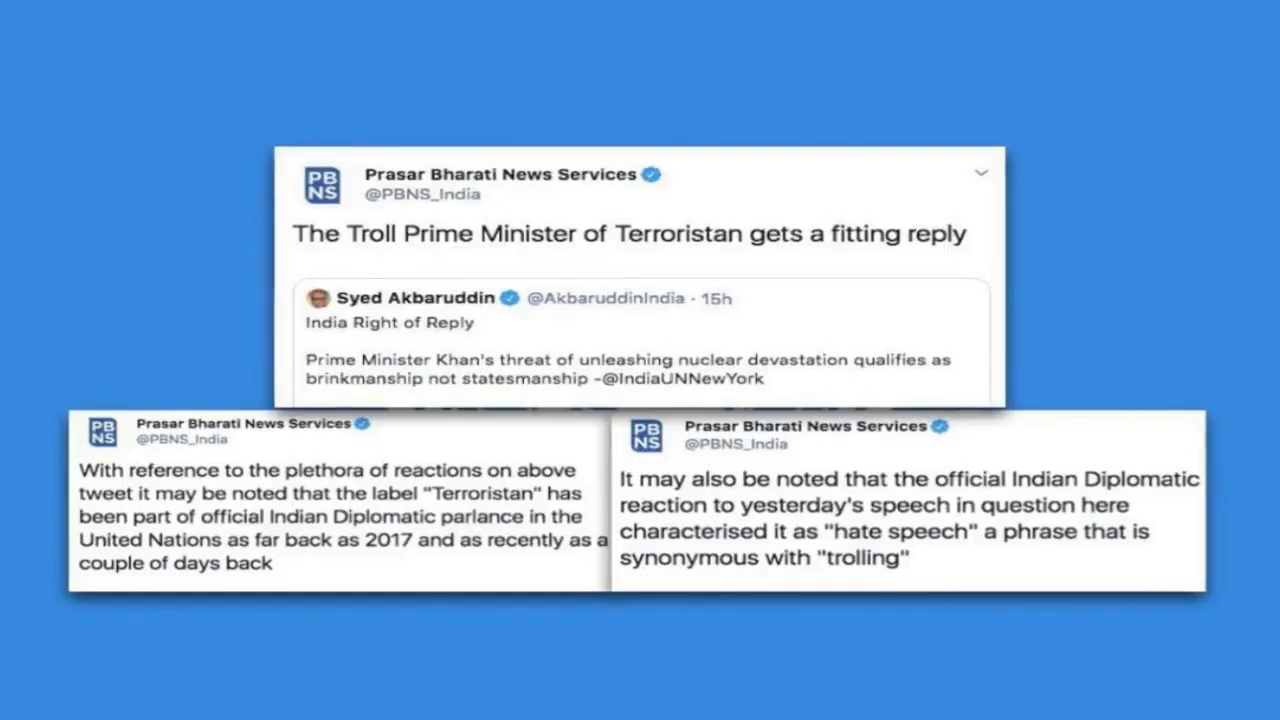 PB
NS
Prasar Bharati News Services
@PBNS_India
The Troll Prime Minister of Terroristan gets a fitting reply
Syed Akbaruddin @AkbaruddinIndia · 15h
India Right of Reply
Prime Minister Khan's threat of unleashing nuclear devastation qualifies as
brinkmanship not statesmanship -@IndiaUNNewYork
PB
NS
Prasar Bharati News Services
@PBNS_India
With reference to the plethora of reactions on above
tweet it may be noted that the label "Terroristan" has
been part of official Indian Diplomatic parlance in the
United Nations as far back as 2017 and as recently as a
couple of days back
PB
NS
Prasar Bharati News Services
@PBNS_India
It may also be noted that the official Indian Diplomatic
reaction to yesterday's speech in question here
characterised it as "hate speech" a phrase that is
synonymous with "trolling"